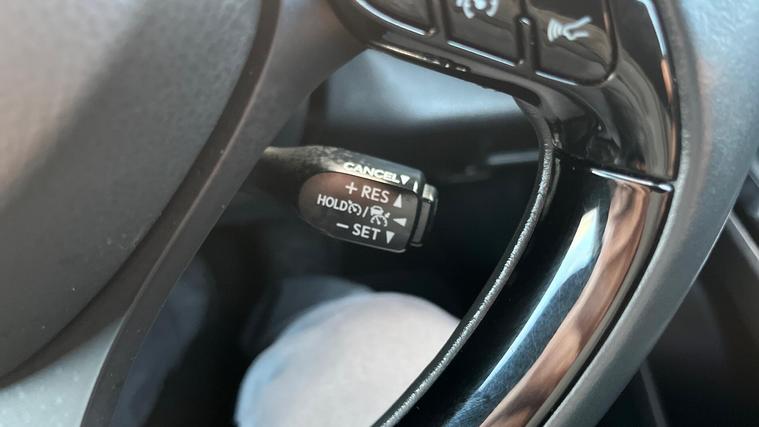 CANCEL▼
+ RES ▲
HOLD /
− SET ▼